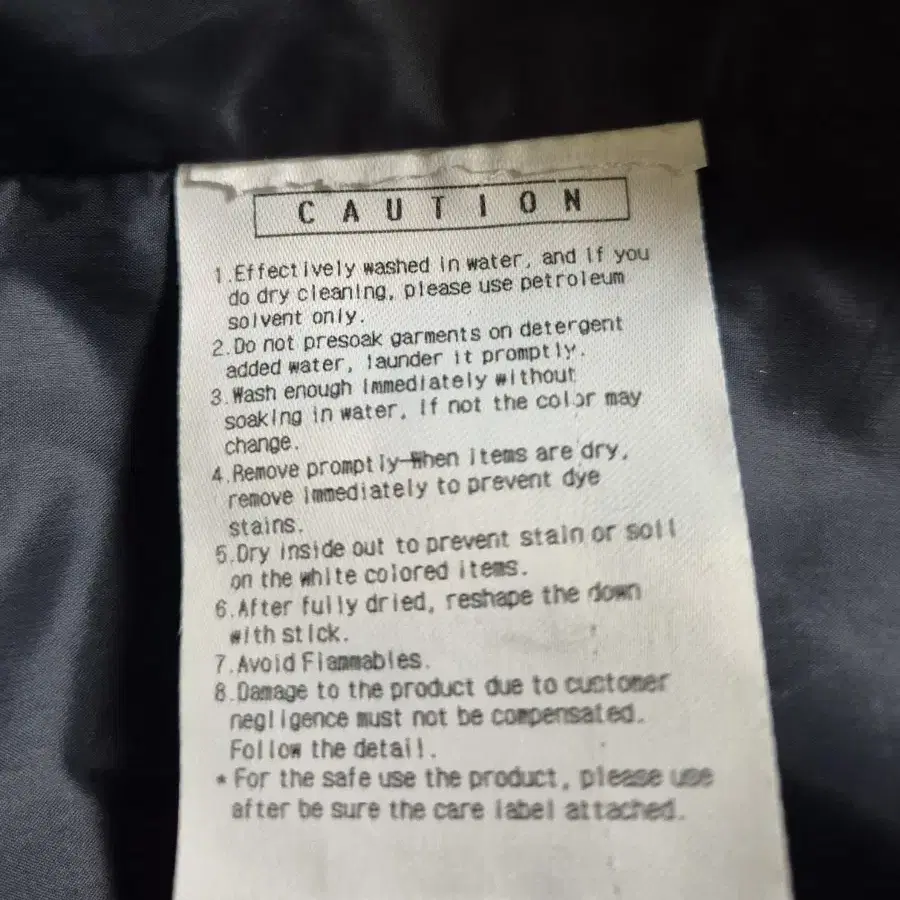 CAUTION
1.Effectively washed in water, and if you
do dry cleaning, please use petroleum
solvent only.
2.Do not presoak garments on detergent
added water, launder it promptly.
3.Wash enough immediately without
soaking in water, if not the color may
change.
4.Remove promptly-When items are dry,
remove immediately to prevent dye
stains.
5.Dry inside out to prevent stain or soil
on the white colored items.
6.After fully dried, reshape the down
with stick.
7.Avoid Flammables.
8.Damage to the product due to customer
negligence must not be compensated.
Follow the detail.
* For the safe use the product, please use
after be sure the care label attached.